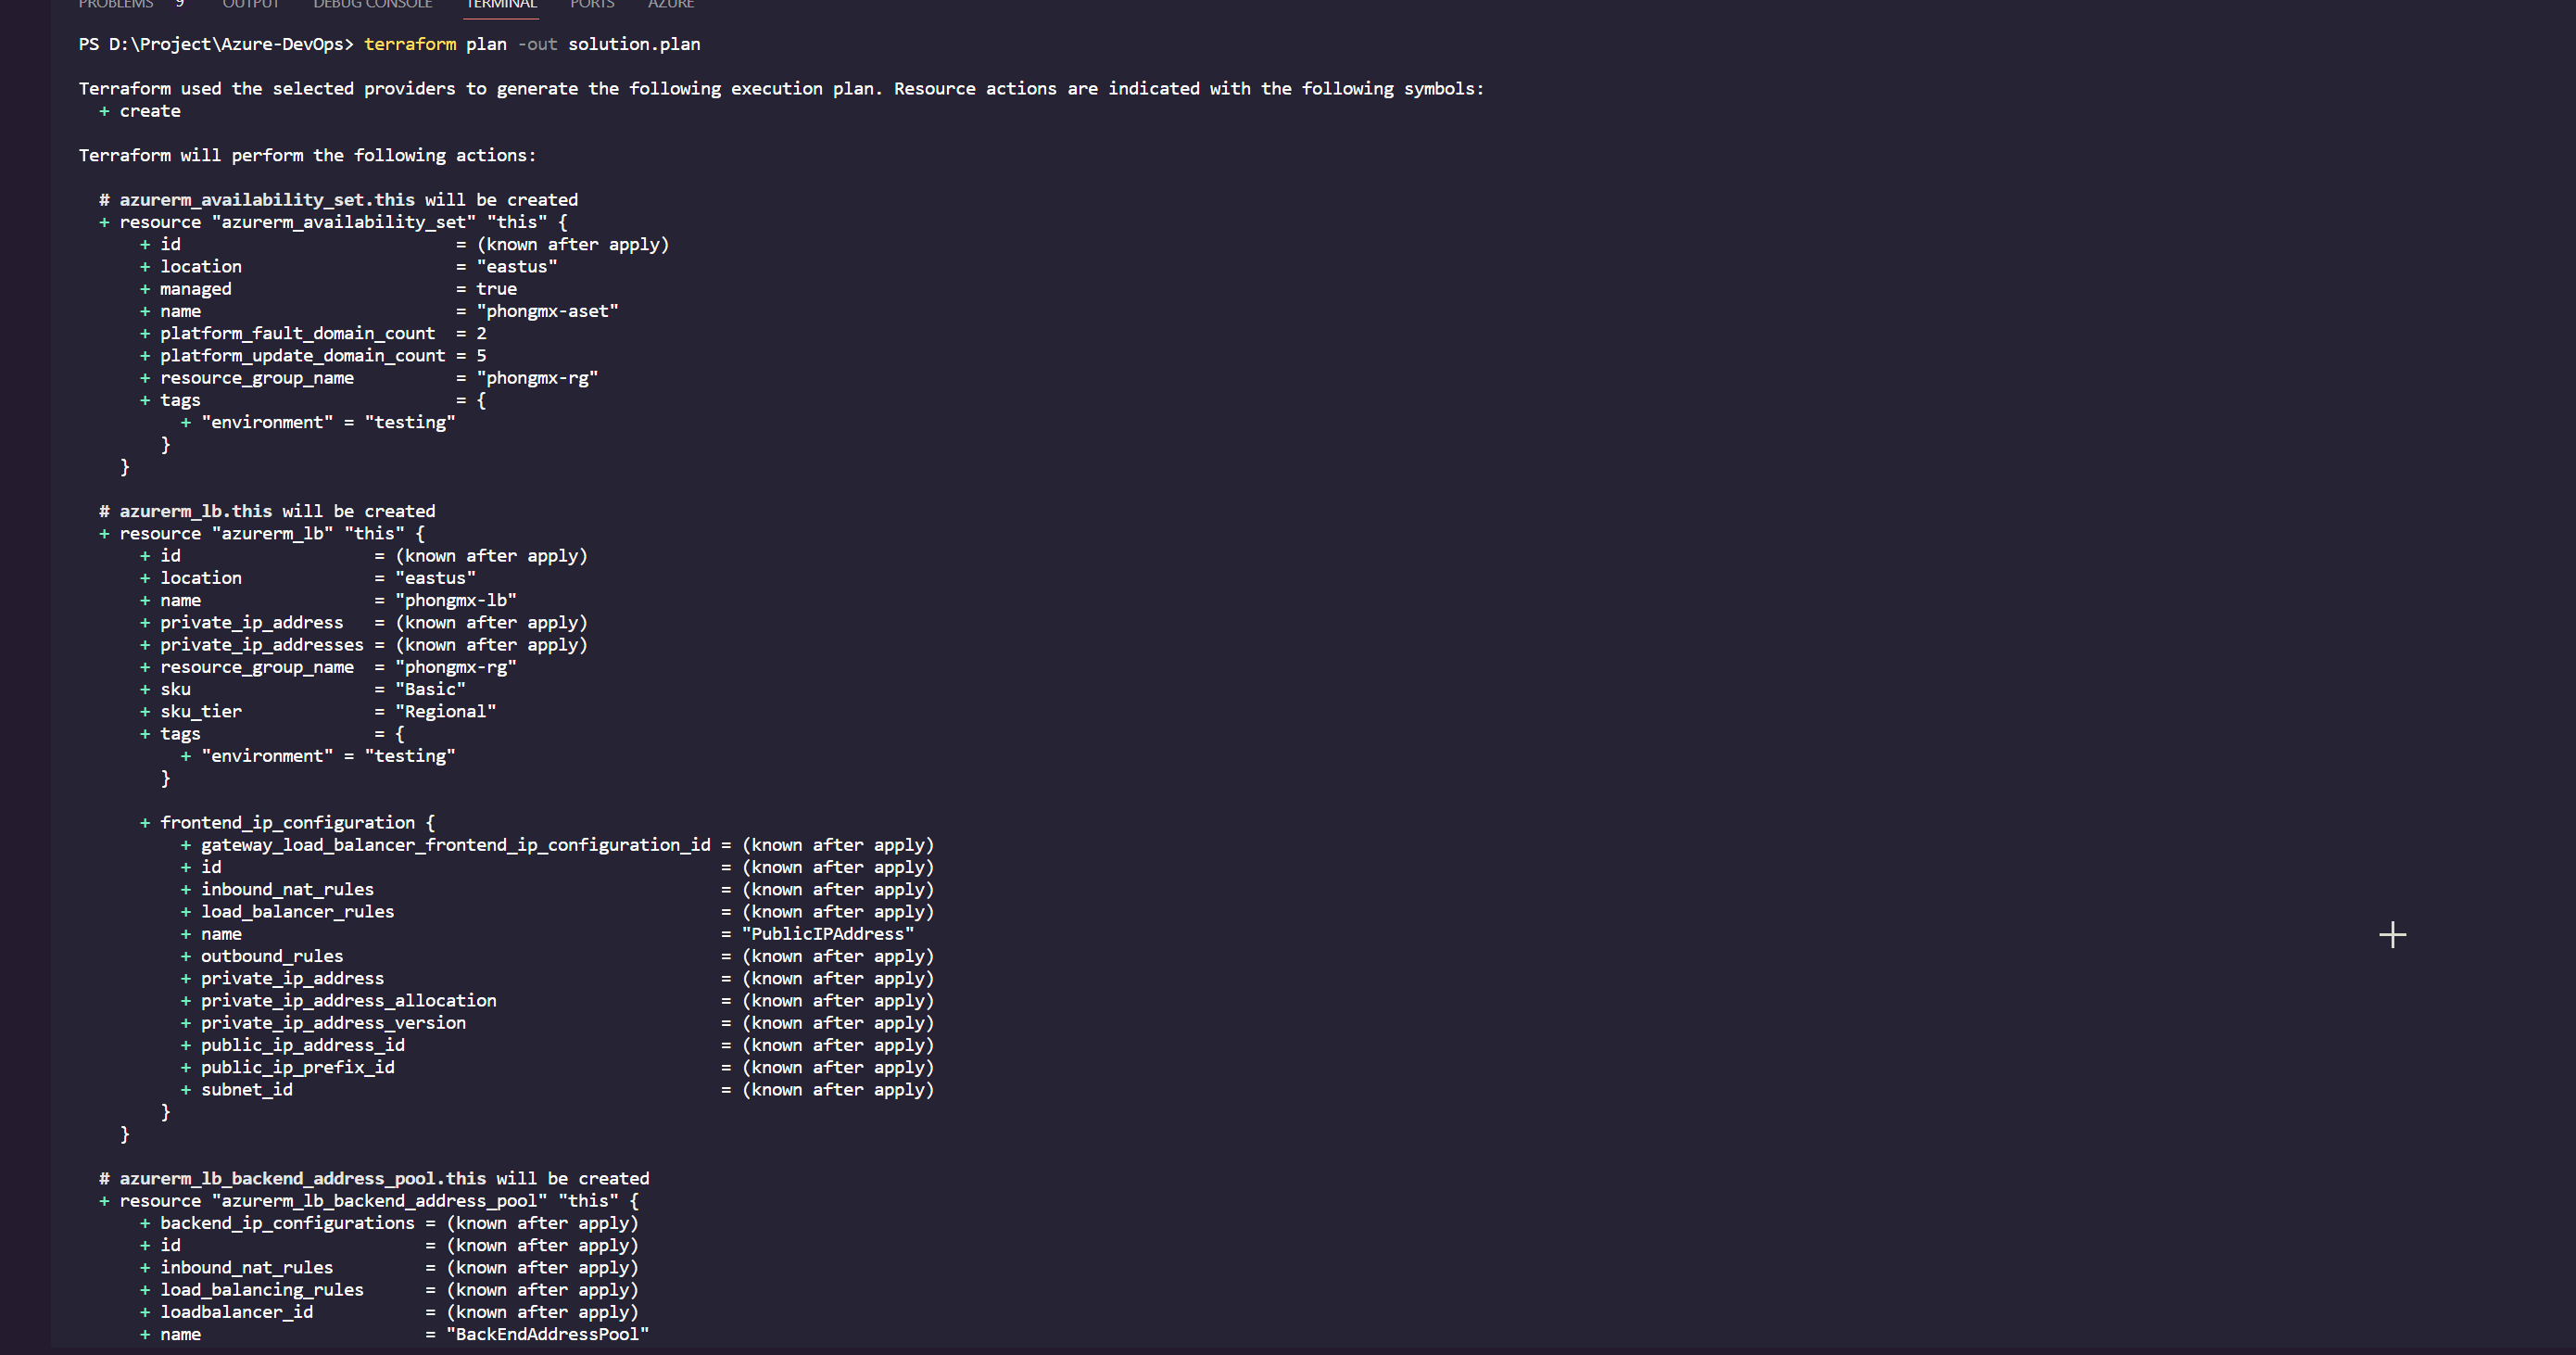 PROBLEMS 9 OUTPUT DEBUG CONSOLE TERMINAL PORTS AZURE
PS D:\Project\Azure-DevOps> terraform plan -out solution.plan
Terraform used the selected providers to generate the following execution plan. Resource actions are indicated with the following symbols:
  + create
Terraform will perform the following actions:
  # azurerm_availability_set.this will be created
  + resource "azurerm_availability_set" "this" {
      + id                           = (known after apply)
      + location                     = "eastus"
      + managed                      = true
      + name                         = "phongmx-aset"
      + platform_fault_domain_count  = 2
      + platform_update_domain_count = 5
      + resource_group_name          = "phongmx-rg"
      + tags                         = {
          + "environment" = "testing"
        }
    }
  # azurerm_lb.this will be created
  + resource "azurerm_lb" "this" {
      + id                   = (known after apply)
      + location             = "eastus"
      + name                 = "phongmx-lb"
      + private_ip_address   = (known after apply)
      + private_ip_addresses = (known after apply)
      + resource_group_name  = "phongmx-rg"
      + sku                  = "Basic"
      + sku_tier             = "Regional"
      + tags                 = {
          + "environment" = "testing"
        }
      + frontend_ip_configuration {
          + gateway_load_balancer_frontend_ip_configuration_id = (known after apply)
          + id                                                 = (known after apply)
          + inbound_nat_rules                                  = (known after apply)
          + load_balancer_rules                                = (known after apply)
          + name                                               = "PublicIPAddress"
          + outbound_rules                                     = (known after apply)
          + private_ip_address                                 = (known after apply)
          + private_ip_address_allocation                      = (known after apply)
          + private_ip_address_version                         = (known after apply)
          + public_ip_address_id                               = (known after apply)
          + public_ip_prefix_id                                = (known after apply)
          + subnet_id                                          = (known after apply)
        }
    }
  # azurerm_lb_backend_address_pool.this will be created
  + resource "azurerm_lb_backend_address_pool" "this" {
      + backend_ip_configurations = (known after apply)
      + id                        = (known after apply)
      + inbound_nat_rules         = (known after apply)
      + load_balancing_rules      = (known after apply)
      + loadbalancer_id           = (known after apply)
      + name                      = "BackEndAddressPool"